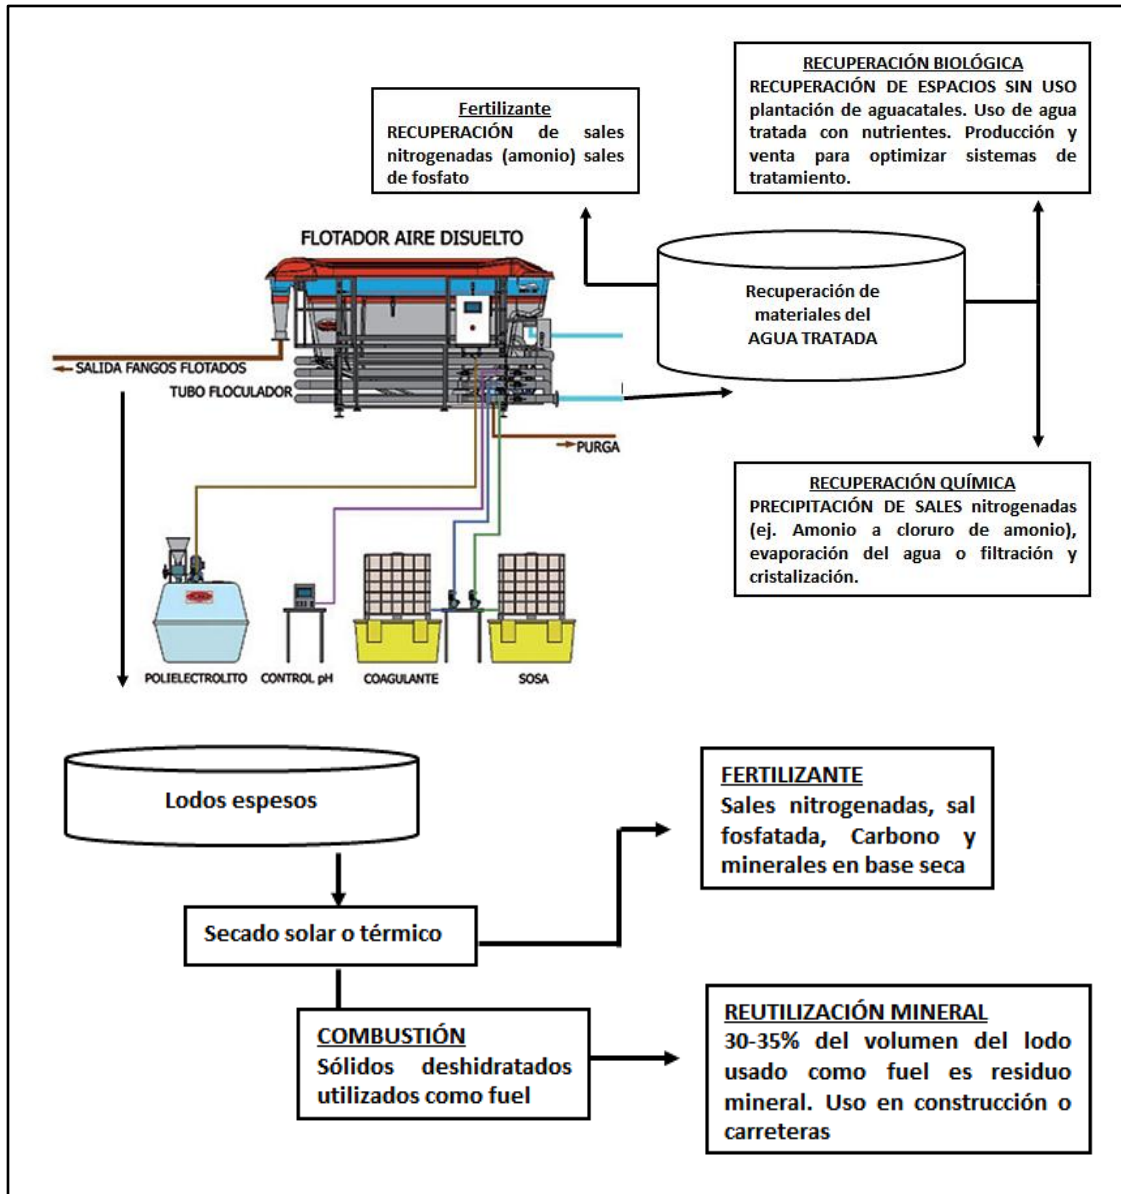 RECUPERACIÓN BIOLÓGICA
RECUPERACIÓN DE ESPACIOS SIN USO
plantación de aguacatales. Uso de agua
tratada con nutrientes. Producción y
venta para optimizar sistemas de
tratamiento.
Fertilizante
RECUPERACIÓN de sales
nitrogenadas (amonio) sales
de fosfato
FLOTADOR AIRE DISUELTO
Recuperación de
materiales del
AGUA TRATADA
SALIDA FANGOS FLOTADOS
TUBO FLOCULADOR
PURGA
RECUPERACIÓN QUÍMICA
PRECIPITACIÓN DE SALES nitrogenadas
(ej. Amonio a cloruro de amonio),
evaporación del agua o filtración y
cristalización.
POLIELECTROLITO
CONTROL pH
COAGULANTE
SOSA
Lodos espesos
FERTILIZANTE
Sales nitrogenadas, sal
fosfatada, Carbono y
minerales en base seca
Secado solar o térmico
COMBUSTIÓN
Sólidos deshidratados
utilizados como fuel
REUTILIZACIÓN MINERAL
30-35% del volumen del lodo
usado como fuel es residuo
mineral. Uso en construcción o
carreteras